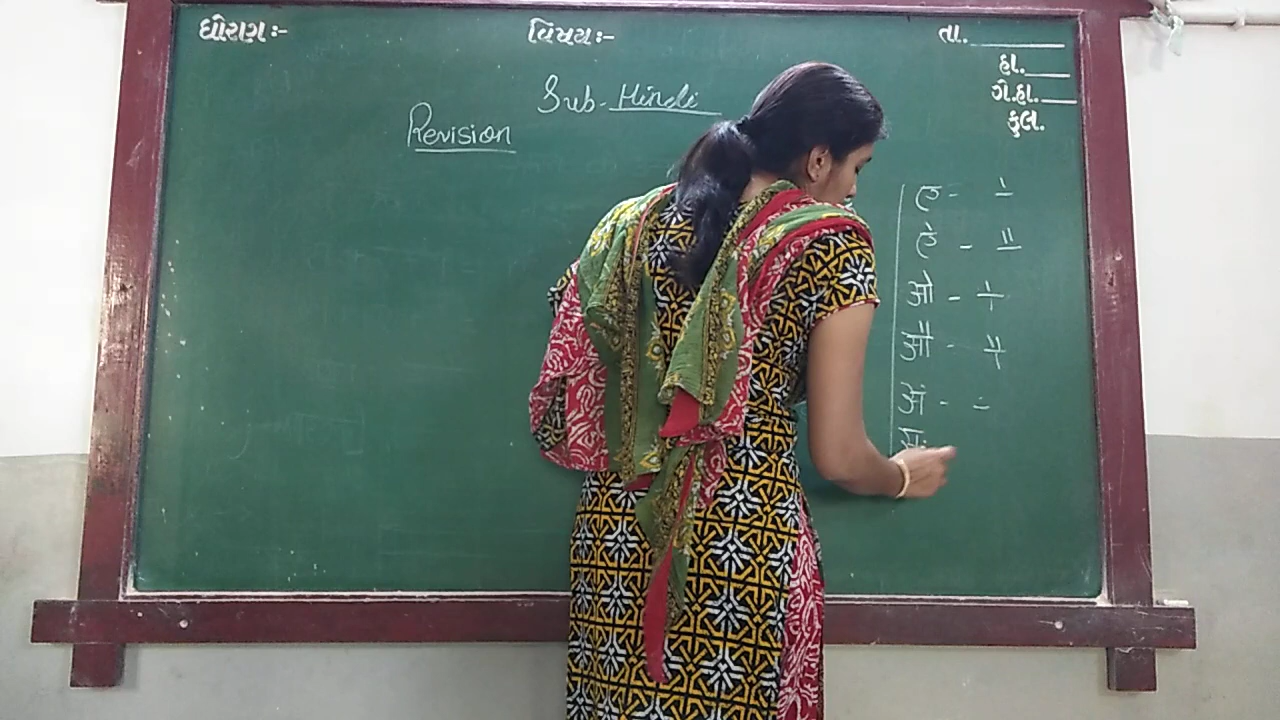 ધોરણ :- વિષય :- તા.
હા.
ગે.હા.
કુલ.
Sub- Hindi
Revision
ए - े
ऐ - ै
ओ - ो
औ - ौ
अं - ं